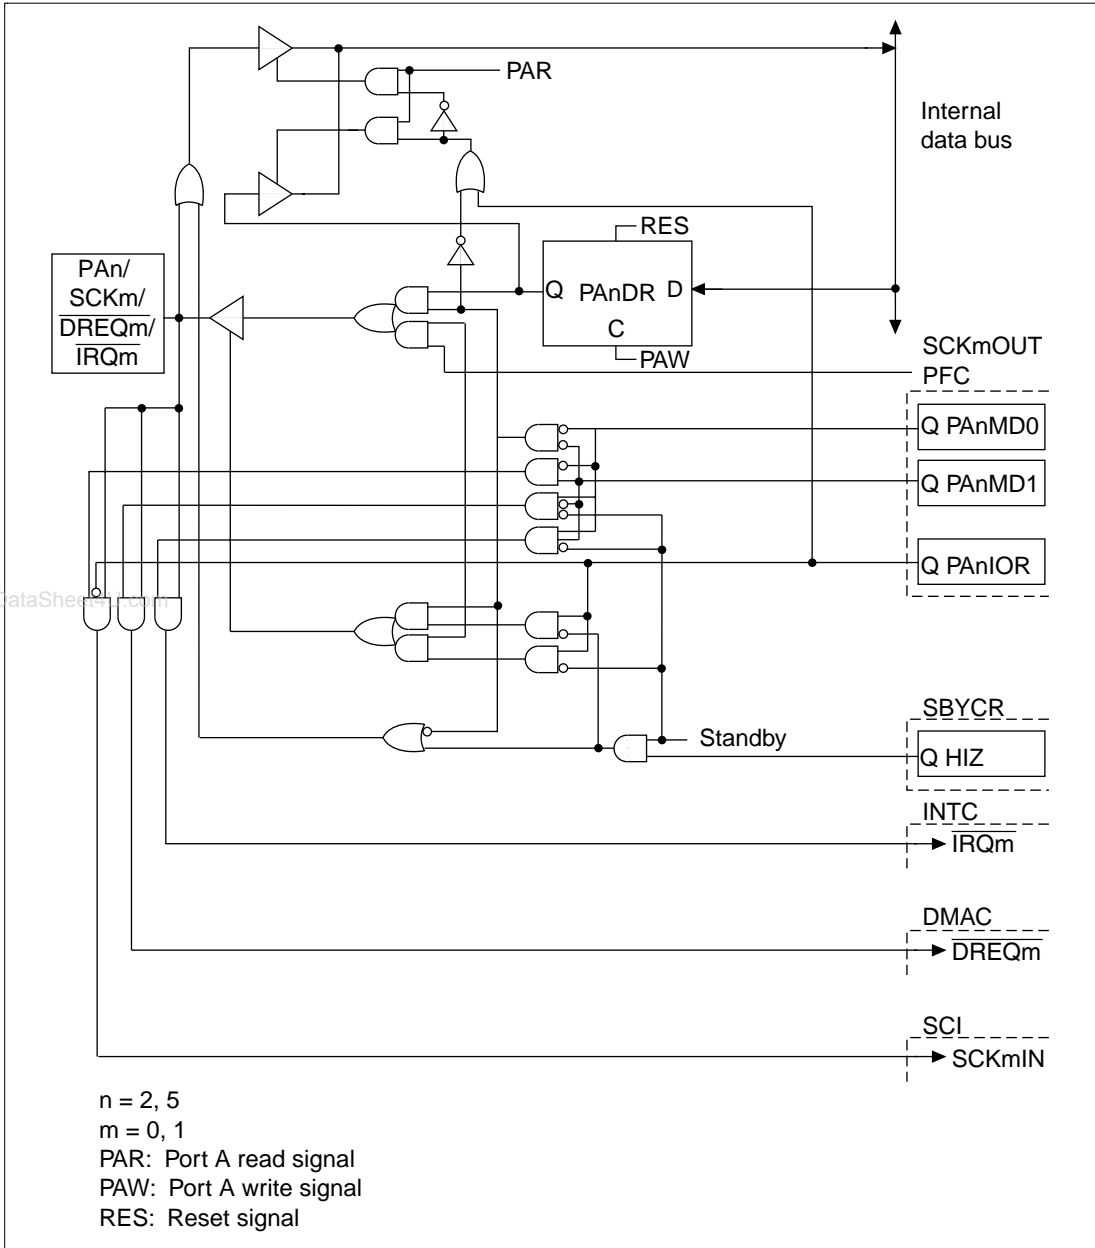 PAR
Internal
data bus
RES
PAn/
SCKm/
DREQm/
IRQm
Q PAnDR D
C
PAW
SCKmOUT
PFC
Q PAnMD0
Q PAnMD1
Q PAnIOR
SBYCR
Standby
Q HIZ
INTC
IRQm
DMAC
DREQm
SCI
SCKmIN
n = 2, 5
m = 0, 1
PAR: Port A read signal
PAW: Port A write signal
RES: Reset signal